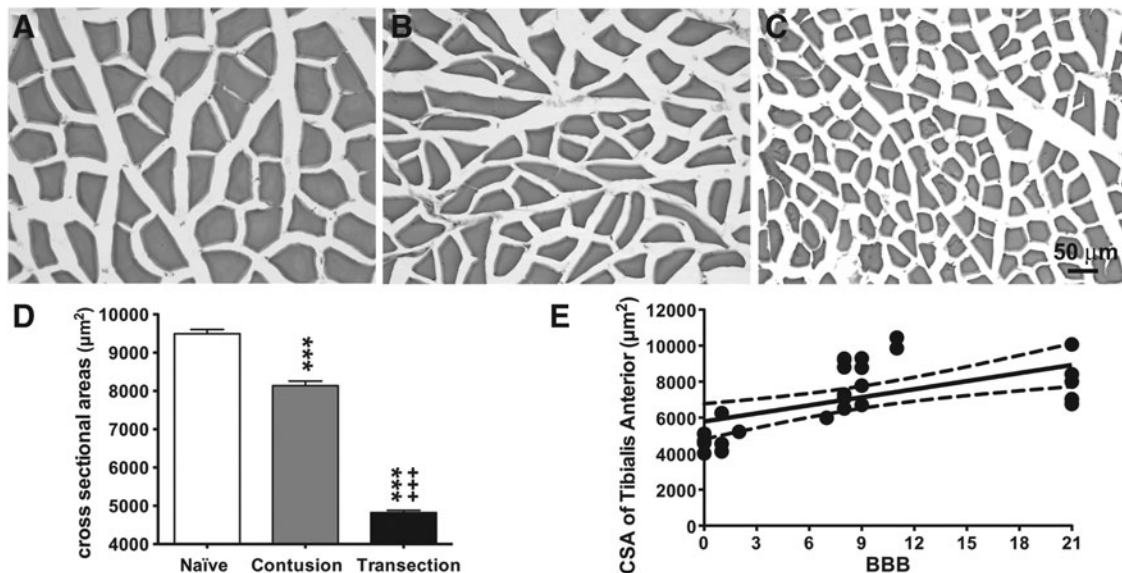 A
B
C
50 µm
D
cross sectional areas (µm²)
10000
9000
8000
7000
6000
5000
4000
***
***
+++
Naïve
Contusion
Transection
E
CSA of Tibialis Anterior (µm²)
12000
10000
8000
6000
4000
2000
0
0
3
6
9
12
15
18
21
BBB